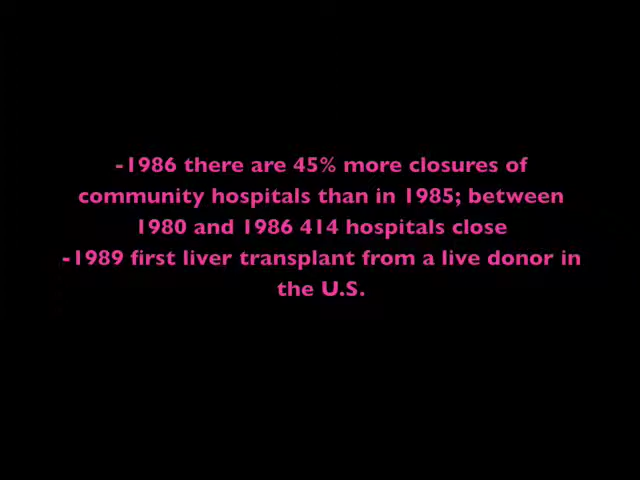 -1986 there are 45% more closures of
community hospitals than in 1985; between
1980 and 1986 414 hospitals close
-1989 first liver transplant from a live donor in
the U.S.